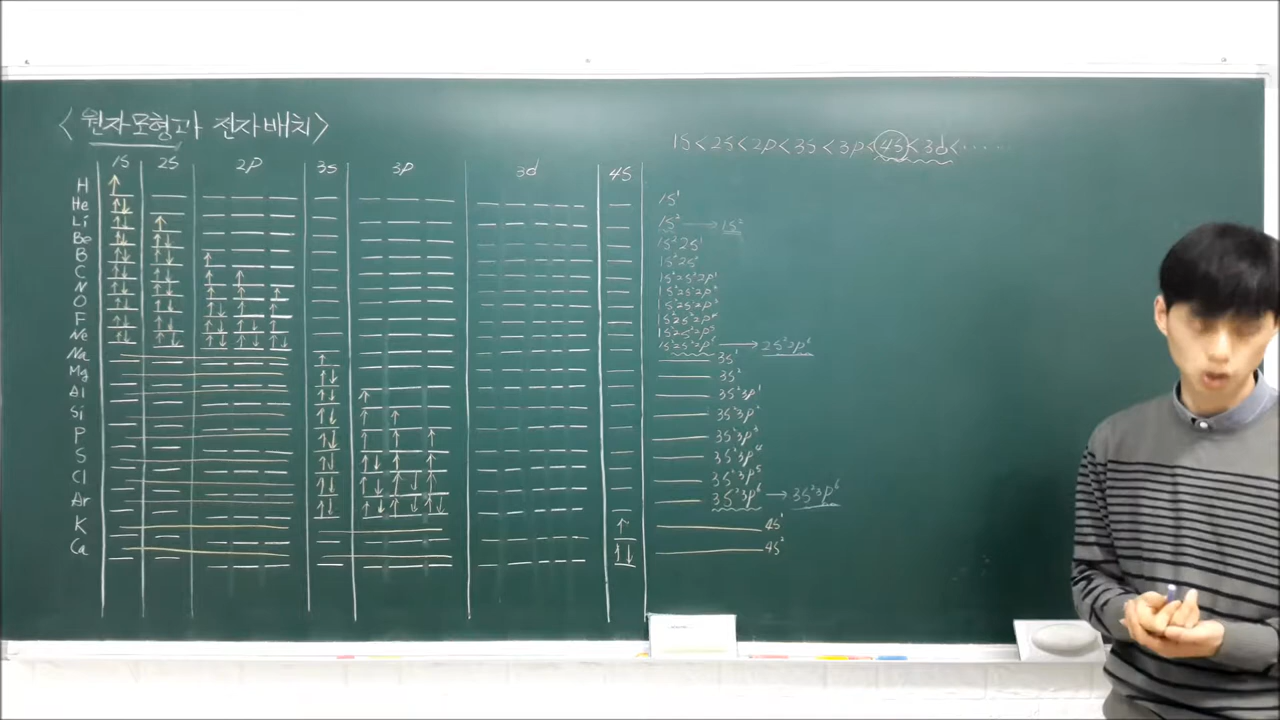 <원자모형과 전자배치>
1s<2s<2p<3s<3p<4s<3d<······
1s 2s 2p 3s 3p 3d 4s
H ↑ 1s¹
He ↑↓ 1s² → 1s²
Li ↑↓ ↑ 1s²2s¹
Be ↑↓ ↑↓ 1s²2s²
B ↑↓ ↑↓ ↑ 1s²2s²2p¹
C ↑↓ ↑↓ ↑ ↑ 1s²2s²2p²
N ↑↓ ↑↓ ↑ ↑ ↑ 1s²2s²2p³
O ↑↓ ↑↓ ↑↓ ↑ ↑ 1s²2s²2p⁴
F ↑↓ ↑↓ ↑↓ ↑↓ ↑ 1s²2s²2p⁵
Ne ↑↓ ↑↓ ↑↓ ↑↓ ↑↓ 1s²2s²2p⁶ → 2s²2p⁶
Na ↑ 3s¹
Mg ↑↓ 3s²
Al ↑↓ ↑ 3s²3p¹
Si ↑↓ ↑ ↑ 3s²3p²
P ↑↓ ↑ ↑ ↑ 3s²3p³
S ↑↓ ↑↓ ↑ ↑ 3s²3p⁴
Cl ↑↓ ↑↓ ↑↓ ↑ 3s²3p⁵
Ar ↑↓ ↑↓ ↑↓ ↑↓ 3s²3p⁶ → 3s²3p⁶
K ↑ 4s¹
Ca ↑↓ 4s²